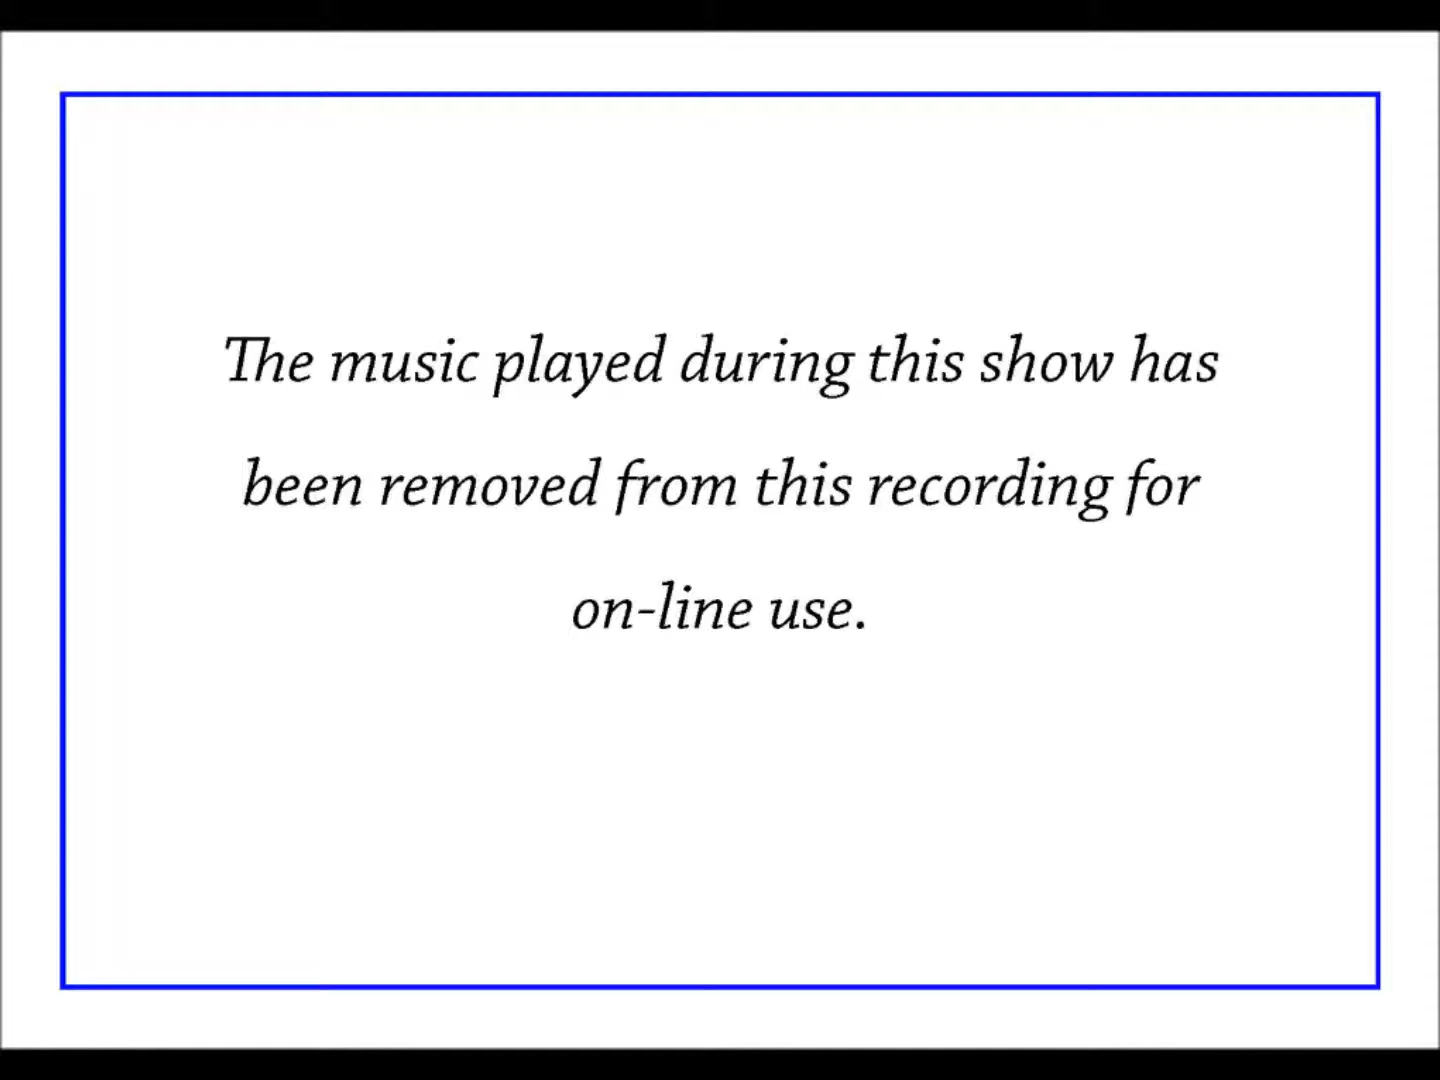 The music played during this show has
been removed from this recording for
on-line use.